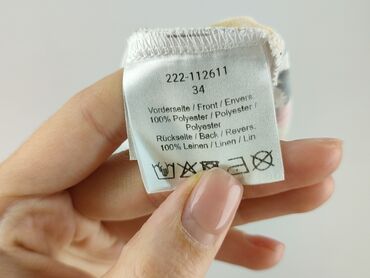 222-112611
34
Vorderseite / Front / Envers:
100% Polyester / Polyester /
Polyester
Rückseite / Back / Revers:
100% Leinen / Linen / Lin